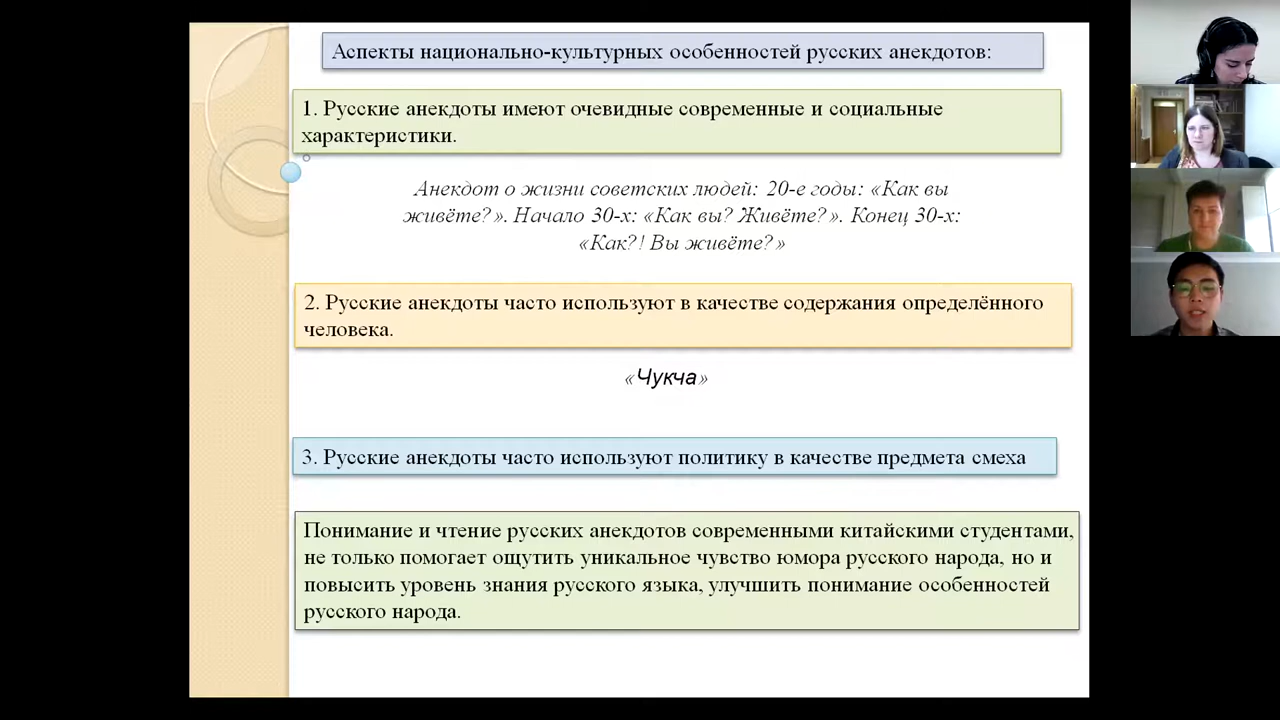 Аспекты национально-культурных особенностей русских анекдотов:
1. Русские анекдоты имеют очевидные современные и социальные
характеристики.
Анекдот о жизни советских людей: 20-е годы: «Как вы
живёте?». Начало 30-х: «Как вы? Живёте?». Конец 30-х:
«Как?! Вы живёте?»
2. Русские анекдоты часто используют в качестве содержания определённого
человека.
«Чукча»
3. Русские анекдоты часто используют политику в качестве предмета смеха
Понимание и чтение русских анекдотов современными китайскими студентами,
не только помогает ощутить уникальное чувство юмора русского народа, но и
повысить уровень знания русского языка, улучшить понимание особенностей
русского народа.